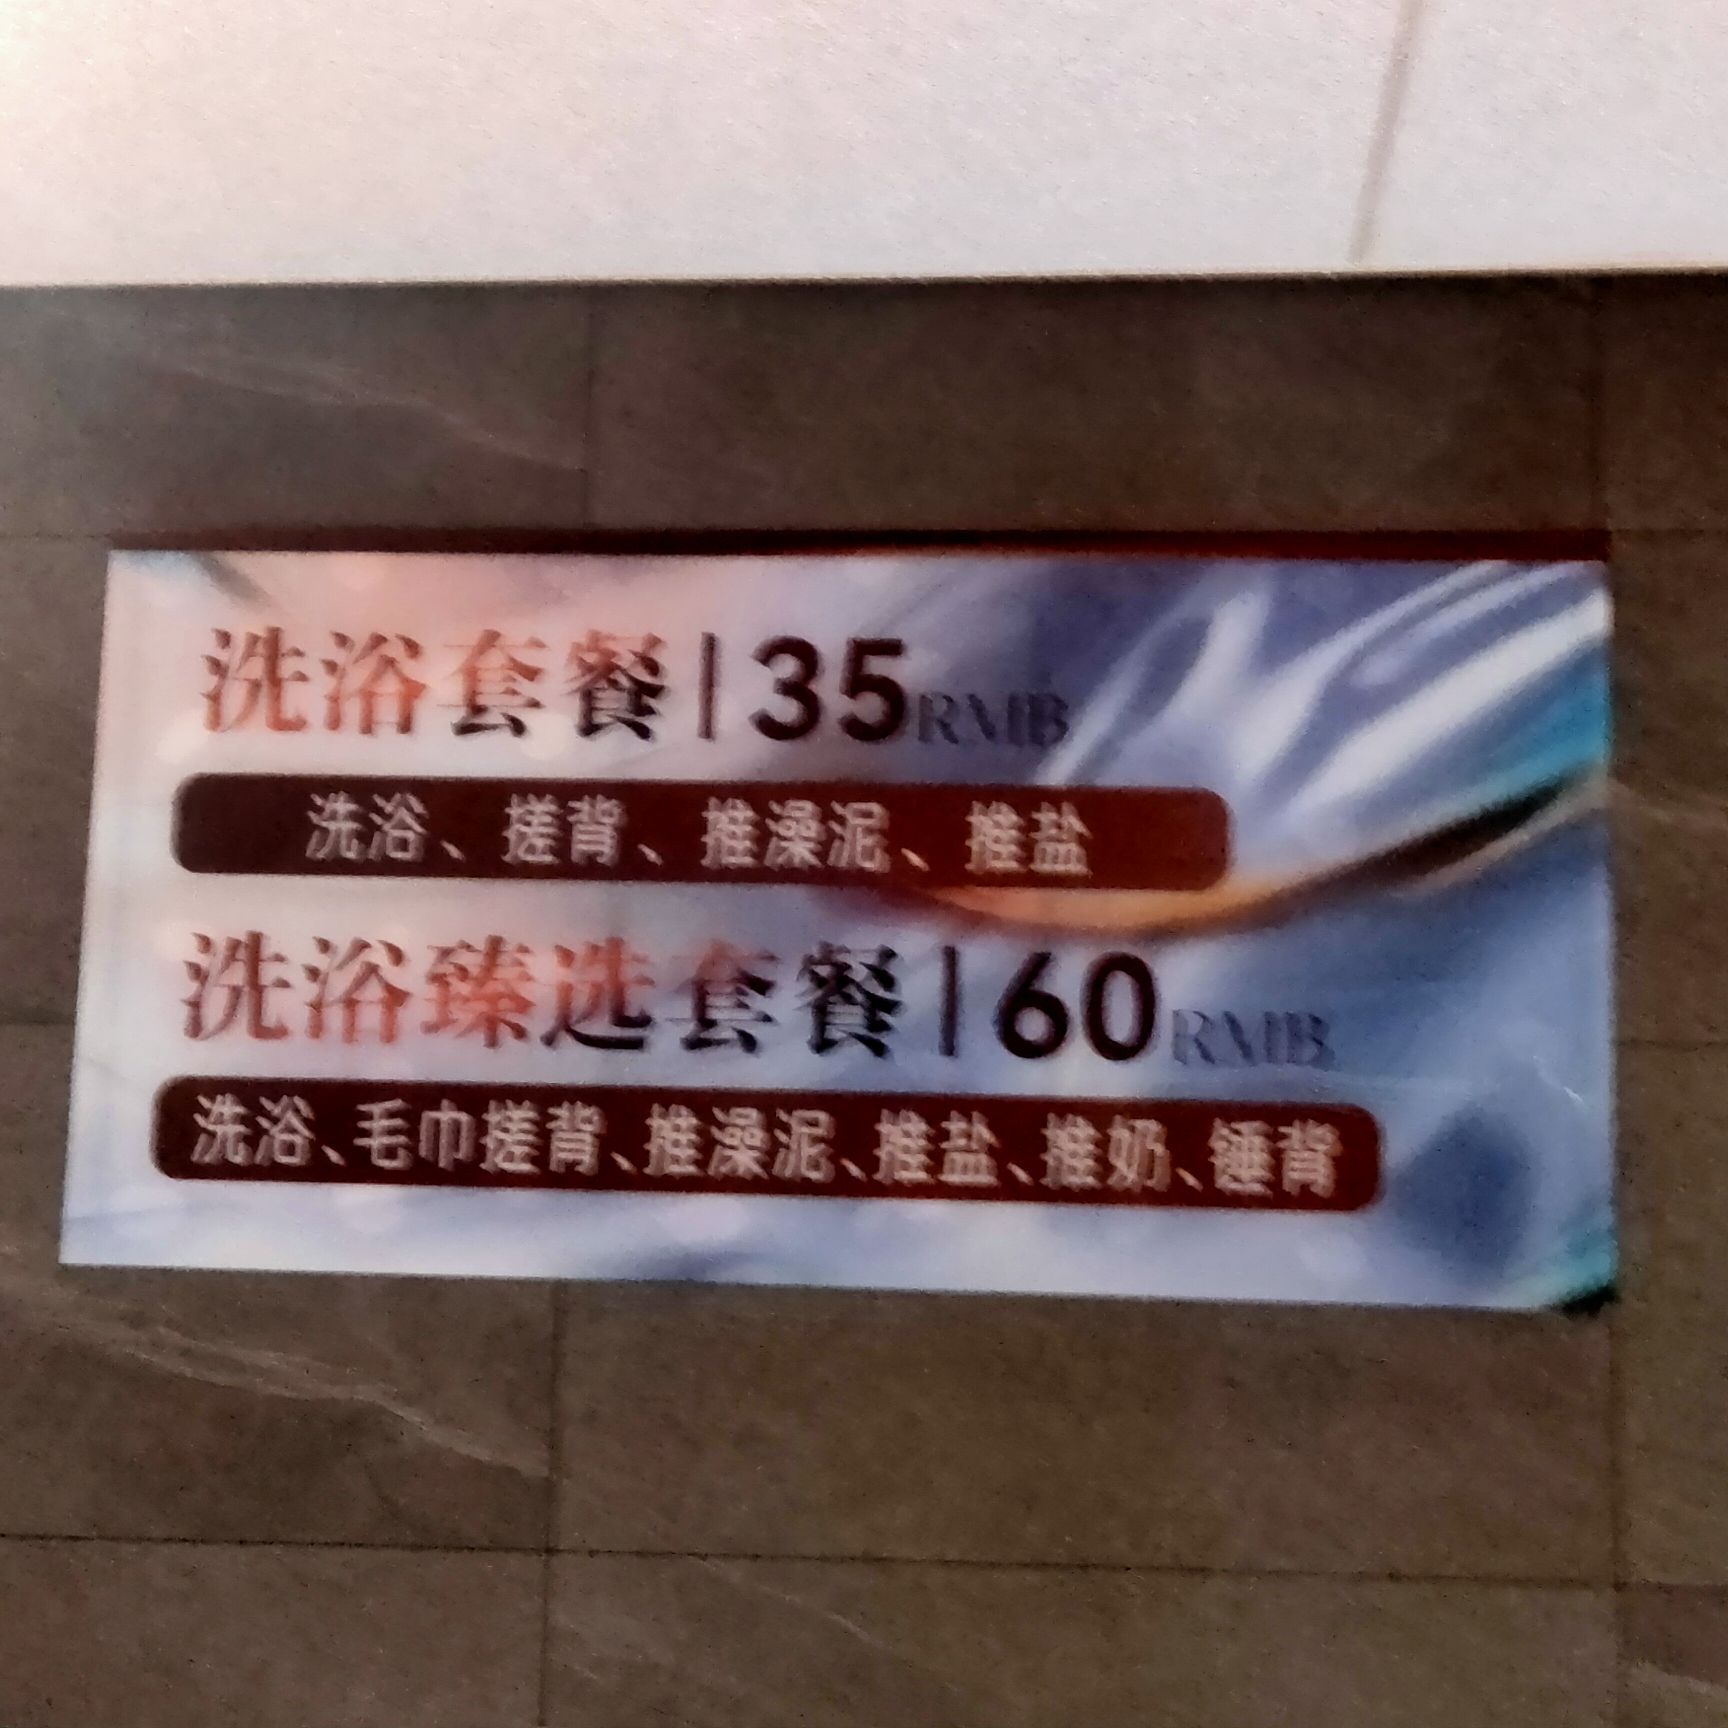 洗浴套餐|35RMB
洗浴、搓背、推澡泥、推盐
洗浴臻选套餐|60RMB
洗浴、毛巾搓背、推澡泥、推盐、推奶、锤背